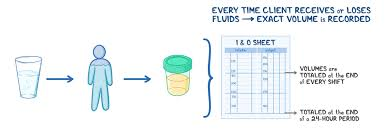 EVERY TIME CLIENT RECEIVES or LOSES
FLUIDS → EXACT VOLUME is RECORDED
I & O SHEET
VOLUMES are
TOTALED at the END
of EVERY SHIFT
TOTALED at the END
of a 24-HOUR PERIOD